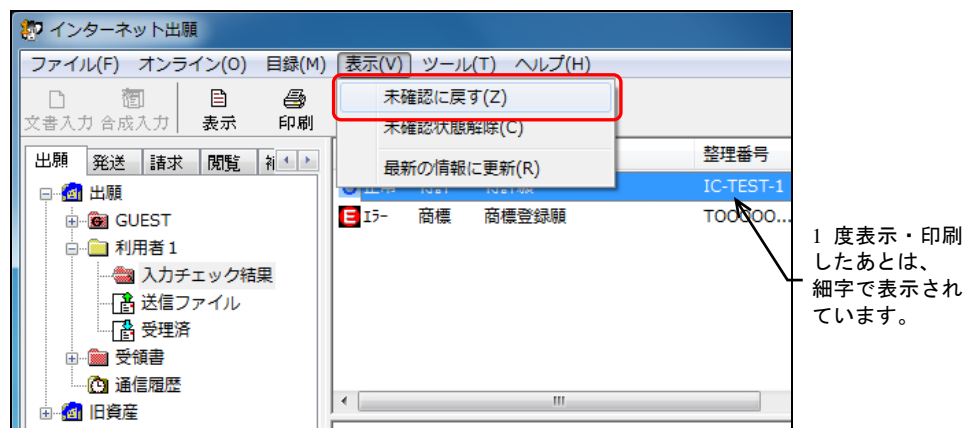 インターネット出願
ファイル(F) オンライン(O) 目録(M) 表示(V) ツール(T) ヘルプ(H)
文書入力 合成入力 表示 印刷
未確認に戻す(Z)
未確認状態解除(C)
最新の情報に更新(R)
出願 発送 請求 閲覧
整理番号
IC-TEST-1
E ｴﾗｰ 商標 商標登録願 TOOOOO...
出願
GUEST
利用者1
入力チェック結果
送信ファイル
受理済
受領書
通信履歴
旧資産
1 度表示・印刷
したあとは、
細字で表示され
ています。